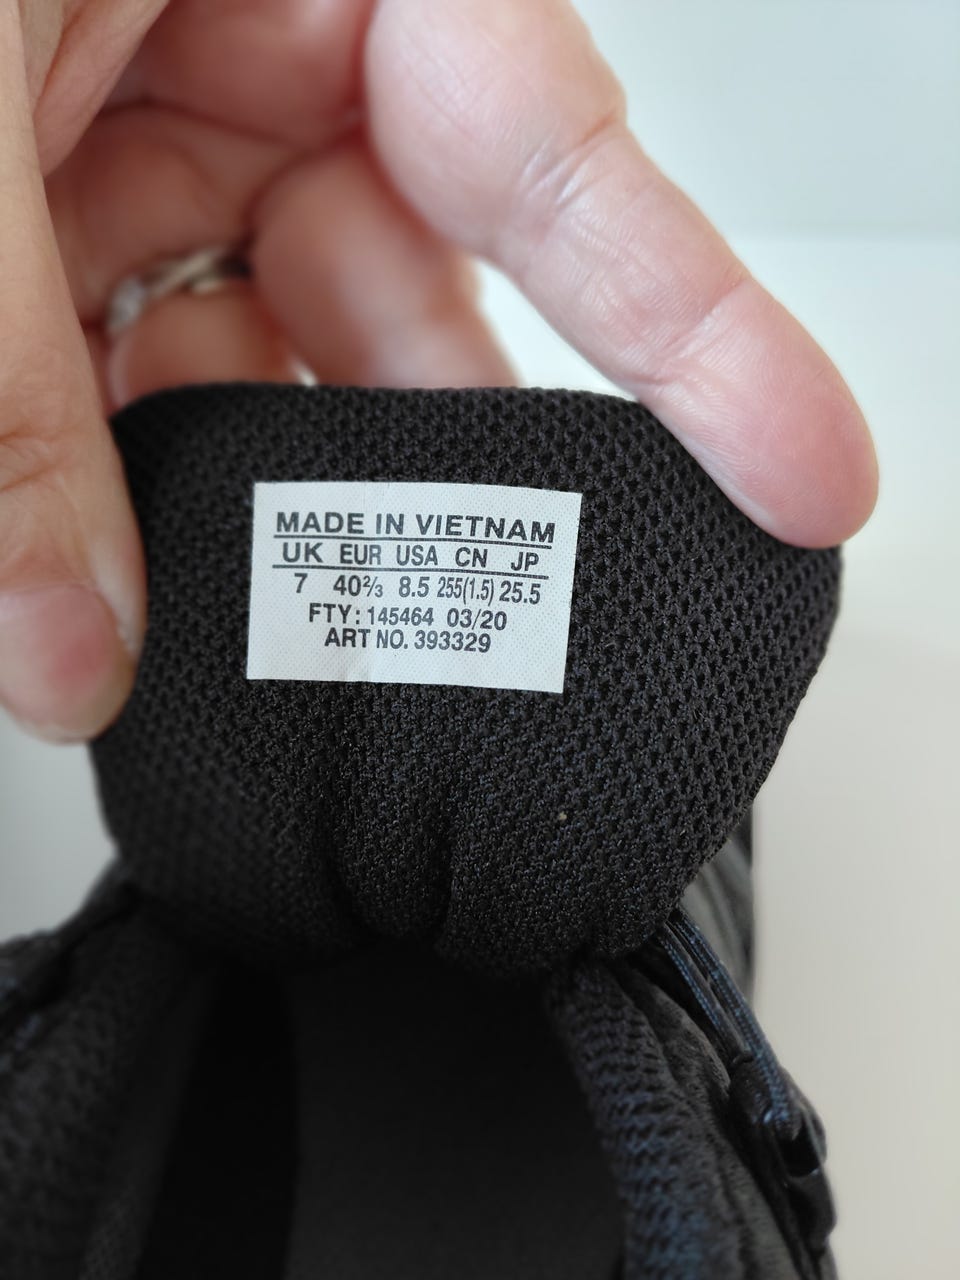 MADE IN VIETNAM
UK EUR USA CN JP
7 40⅔ 8.5 255(1.5) 25.5
FTY: 145464 03/20
ART NO. 393329